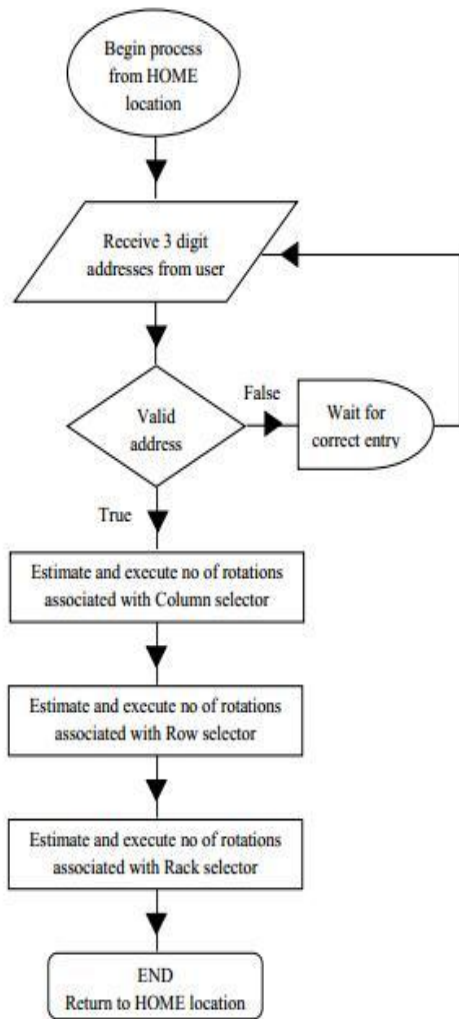 Begin process
from HOME
location
Receive 3 digit
addresses from user
Valid
address
False
Wait for
correct entry
True
Estimate and execute no of rotations
associated with Column selector
Estimate and execute no of rotations
associated with Row selector
Estimate and execute no of rotations
associated with Rack selector
END
Return to HOME location